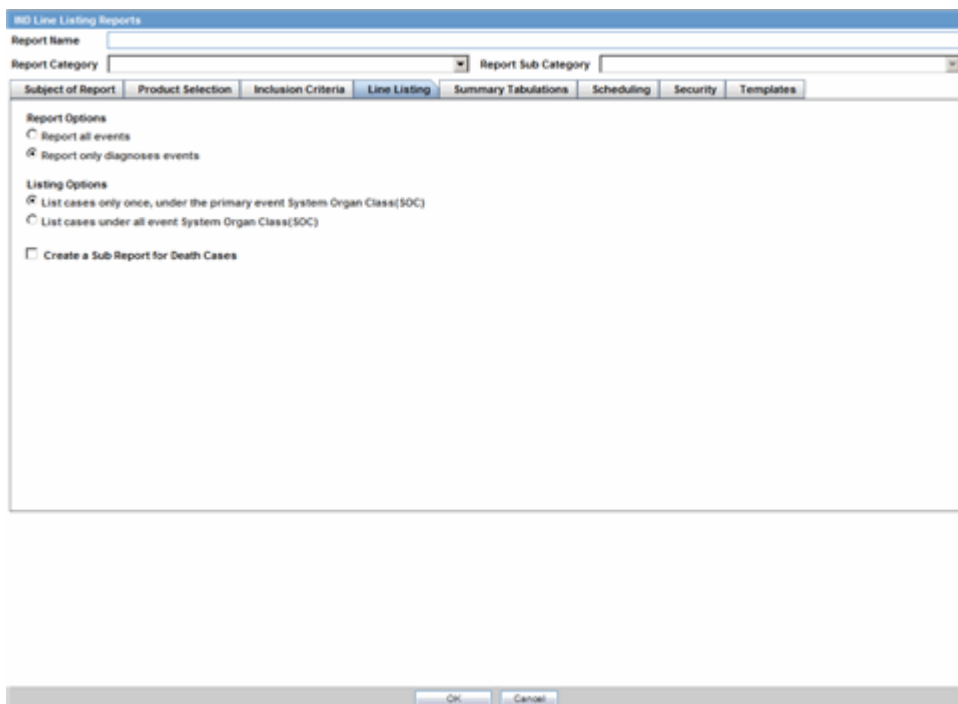 IND Line Listing Reports
Report Name
Report Category Report Sub Category
Subject of Report Product Selection Inclusion Criteria Line Listing Summary Tabulations Scheduling Security Templates
Report Options
Report all events
Report only diagnoses events
Listing Options
List cases only once, under the primary event System Organ Class(SOC)
List cases under all event System Organ Class(SOC)
Create a Sub Report for Death Cases
OK Cancel